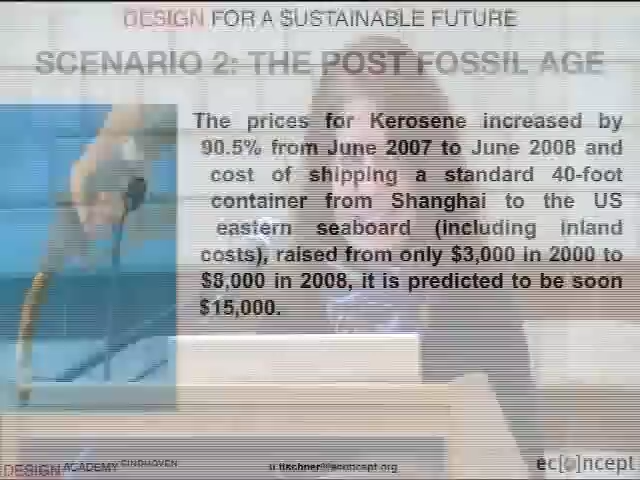 DESIGN FOR A SUSTAINABLE FUTURE
SCENARIO 2: THE POST FOSSIL AGE
The prices for Kerosene increased by
90.5% from June 2007 to June 2008 and
cost of shipping a standard 40-foot
container from Shanghai to the US
eastern seaboard (including inland
costs), raised from only $3,000 in 2000 to
$8,000 in 2008, it is predicted to be soon
$15,000.
DESIGN ACADEMY EINDHOVEN
u.tischner@econcept.org
ec[o]ncept